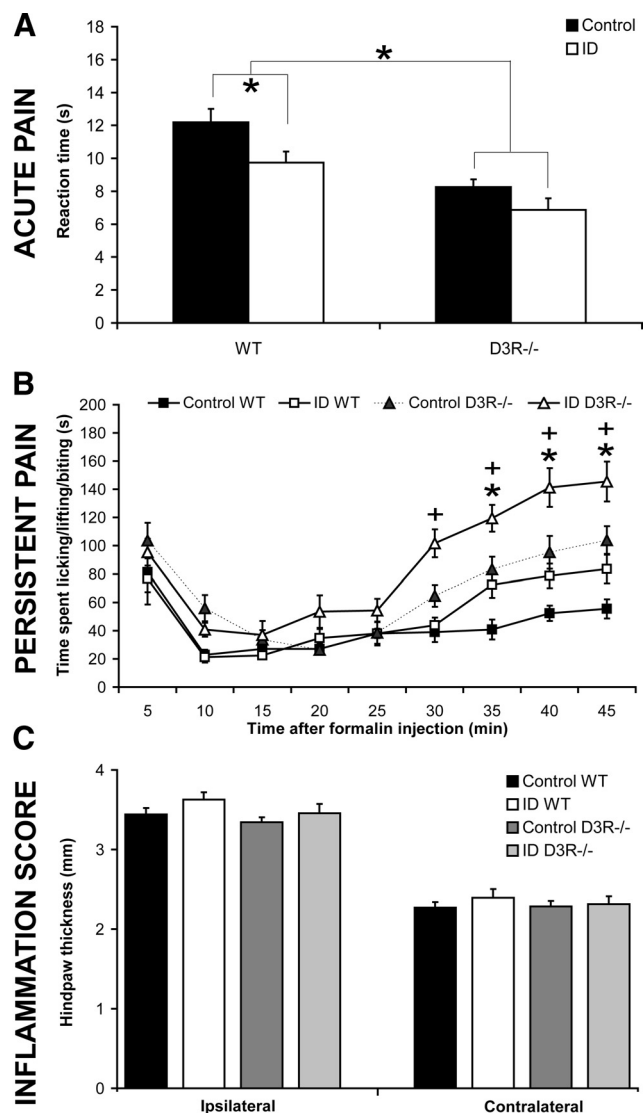 A
ACUTE PAIN
Reaction time (s)
18
16
14
12
10
8
6
4
2
0
Control
ID
*
*
WT
D3R-/-
B
PERSISTENT PAIN
Time spent licking/lifting/biting (s)
Control WT
ID WT
Control D3R-/-
ID D3R-/-
200
180
160
140
120
100
80
60
40
20
0
+
+
*
+
*
+
*
5 10 15 20 25 30 35 40 45
Time after formalin injection (min)
C
INFLAMMATION SCORE
Hindpaw thickness (mm)
4
3
2
1
0
Control WT
ID WT
Control D3R-/-
ID D3R-/-
Ipsilateral
Contralateral